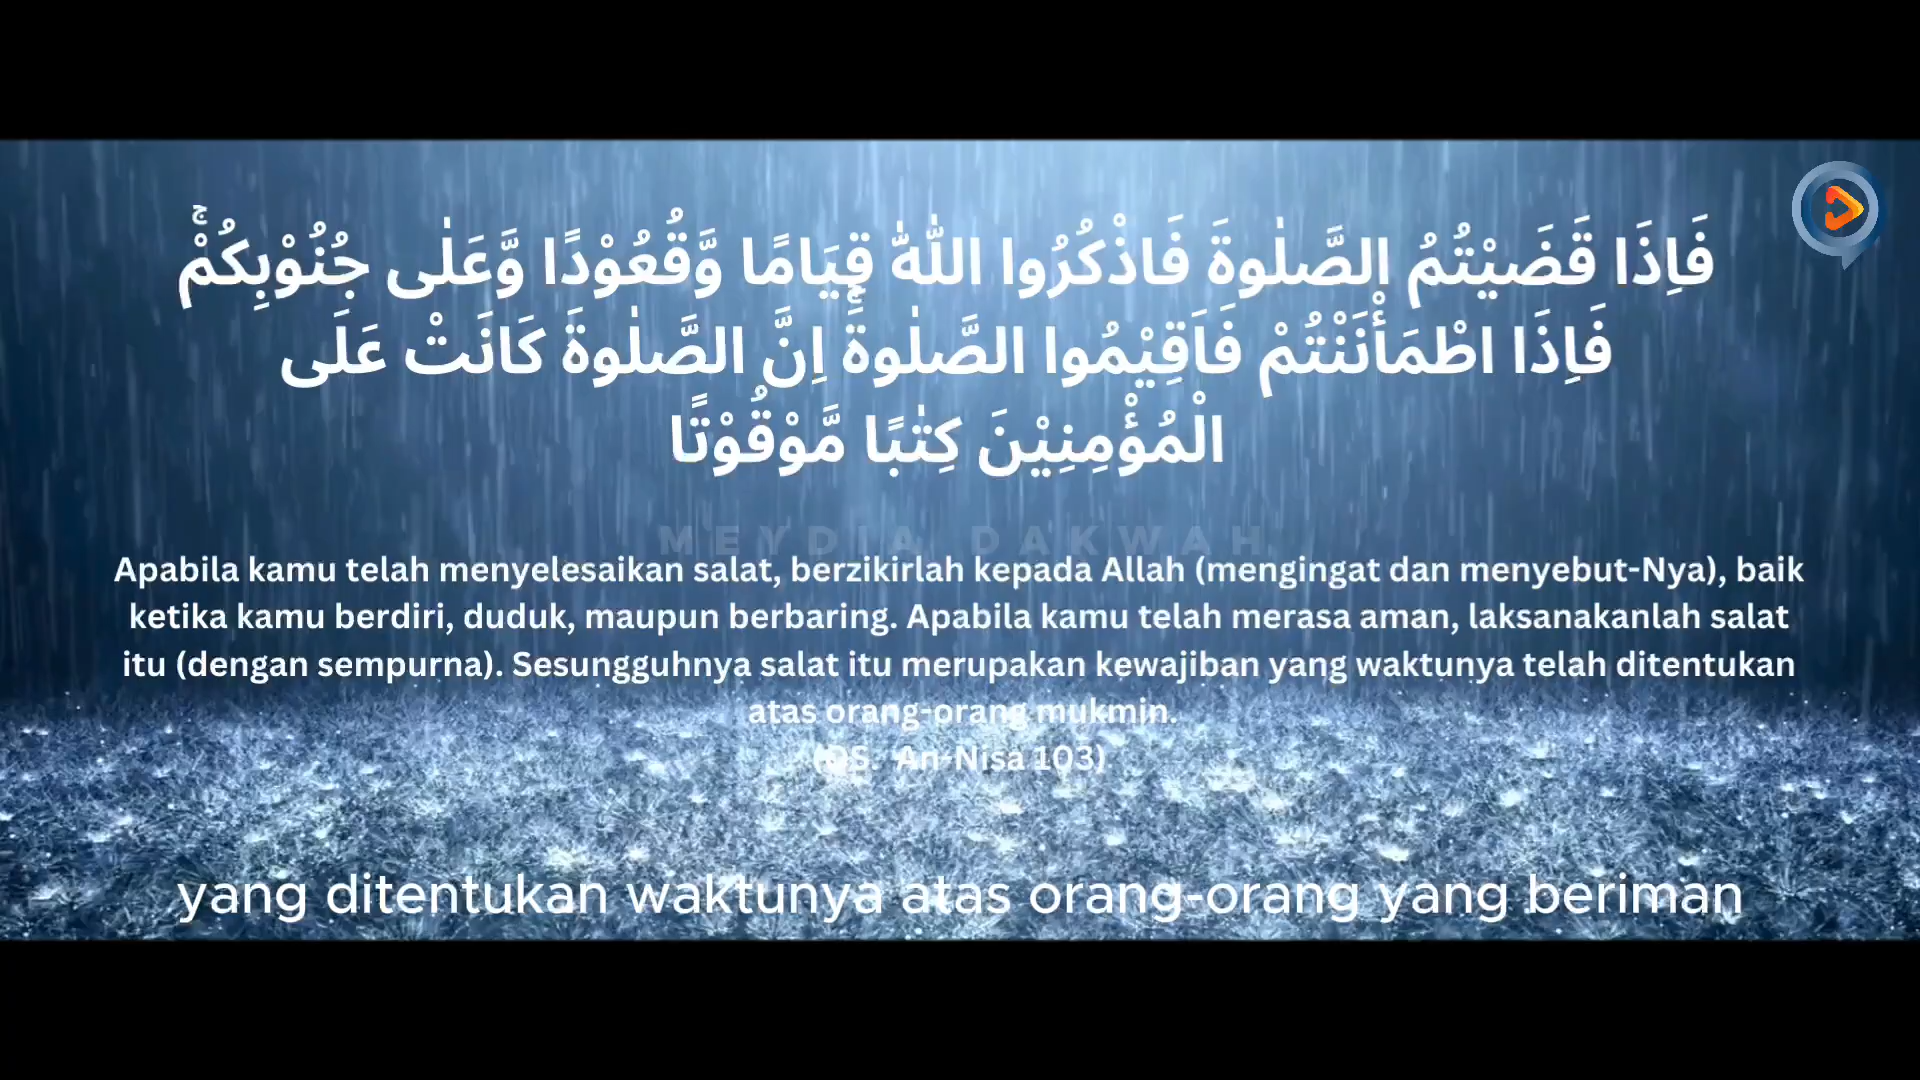 فَاِذَا قَضَيْتُمُ الصَّلٰوةَ فَاذْكُرُوا اللّٰهَ قِيَامًا وَّقُعُوْدًا وَّعَلٰى جُنُوْبِكُمْۚ
فَاِذَا اطْمَأْنَنْتُمْ فَاَقِيْمُوا الصَّلٰوةَۚ اِنَّ الصَّلٰوةَ كَانَتْ عَلَى
الْمُؤْمِنِيْنَ كِتٰبًا مَّوْقُوْتًا
MEYDIA DAKWAH
Apabila kamu telah menyelesaikan salat, berzikirlah kepada Allah (mengingat dan menyebut-Nya), baik
ketika kamu berdiri, duduk, maupun berbaring. Apabila kamu telah merasa aman, laksanakanlah salat
itu (dengan sempurna). Sesungguhnya salat itu merupakan kewajiban yang waktunya telah ditentukan
atas orang-orang mukmin.
(QS. An-Nisa 103).
yang ditentukan waktunya atas orang-orang yang beriman